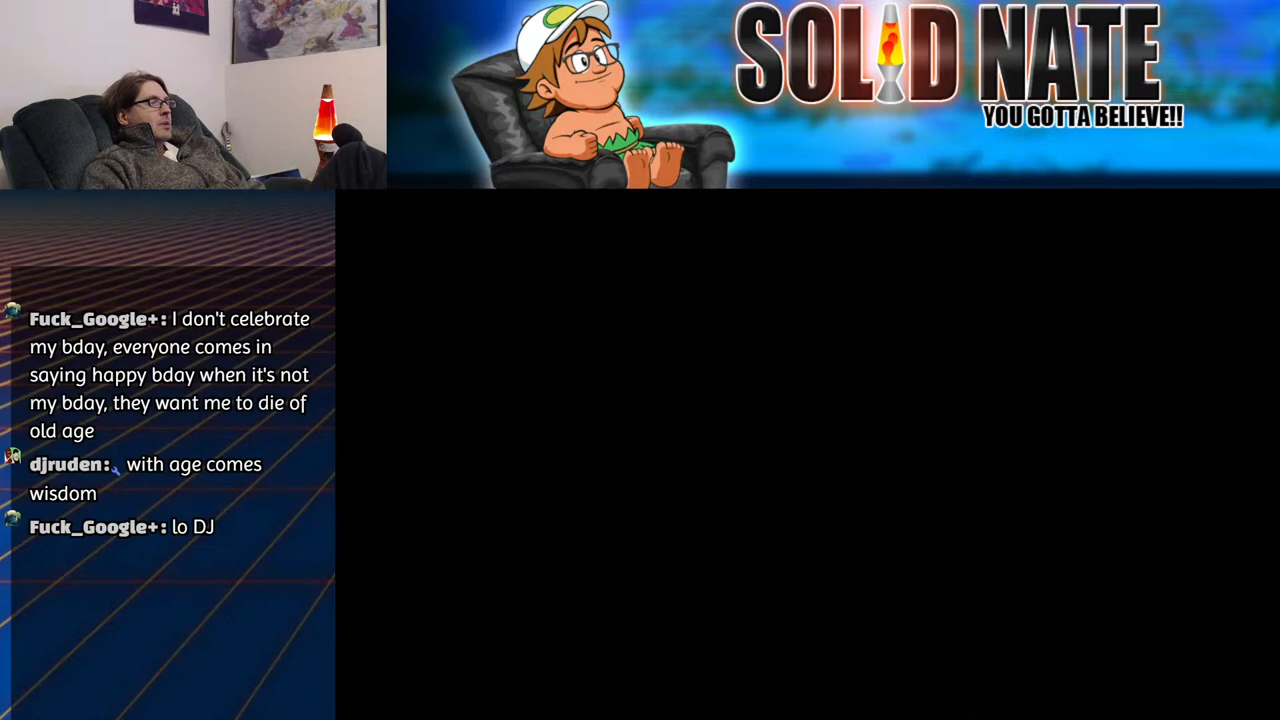 SOLID NATE
YOU GOTTA BELIEVE!!
Fuck_Google+: I don't celebrate
my bday, everyone comes in
saying happy bday when it's not
my bday, they want me to die of
old age
djruden: with age comes
wisdom
Fuck_Google+: lo DJ